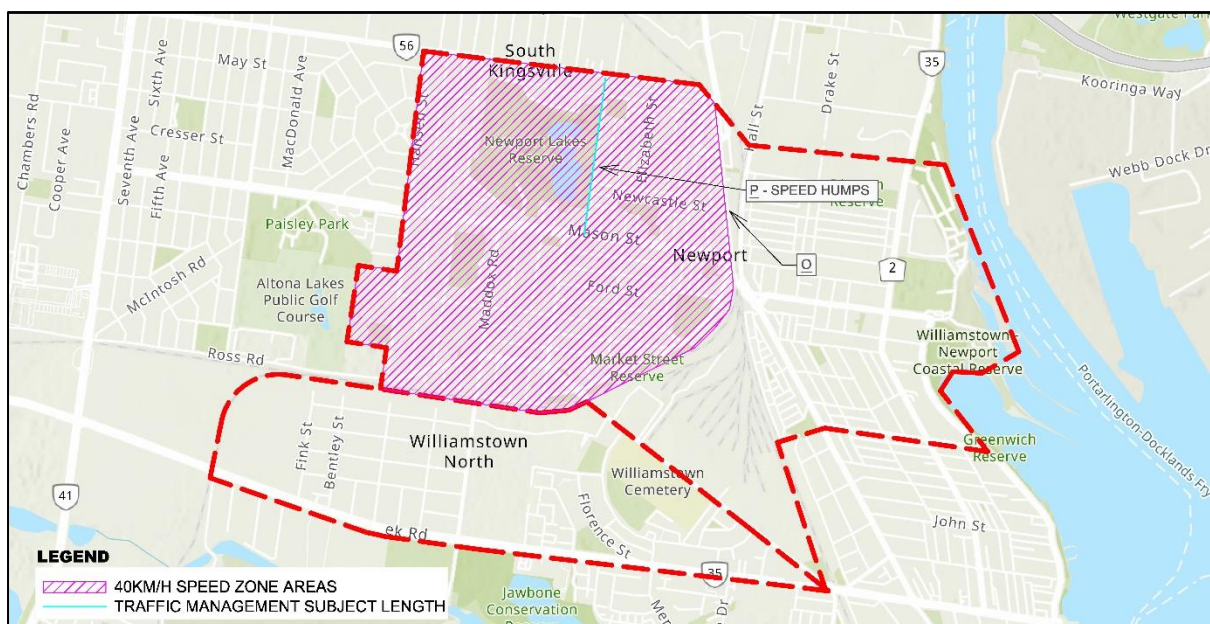 Westgate Park
56
May St
South
Kingsville
35
Kooringa Way
Chambers Rd
Cooper Ave
Seventh Ave
Sixth Ave
Fifth Ave
Cresser St
MacDonald Ave
Hansen St
Newport Lakes
Reserve
Elizabeth St
Hall St
Drake St
Webb Dock Dr
P - SPEED HUMPS
Reserve
Newcastle St
Paisley Park
Mason St
Newport
O
2
McIntosh Rd
Altona Lakes
Public Golf
Course
Maddox Rd
Ford St
Ross Rd
Market Street
Reserve
Williamstown -
Newport
Coastal Reserve
Portarlington-Docklands Fry
Fink St
Bentley St
Williamstown
North
Williamstown
Cemetery
Greenwich
Reserve
41
Florence St
John St
ek Rd
35
Jawbone
Conservation
Dr
LEGEND
40KM/H SPEED ZONE AREAS
TRAFFIC MANAGEMENT SUBJECT LENGTH